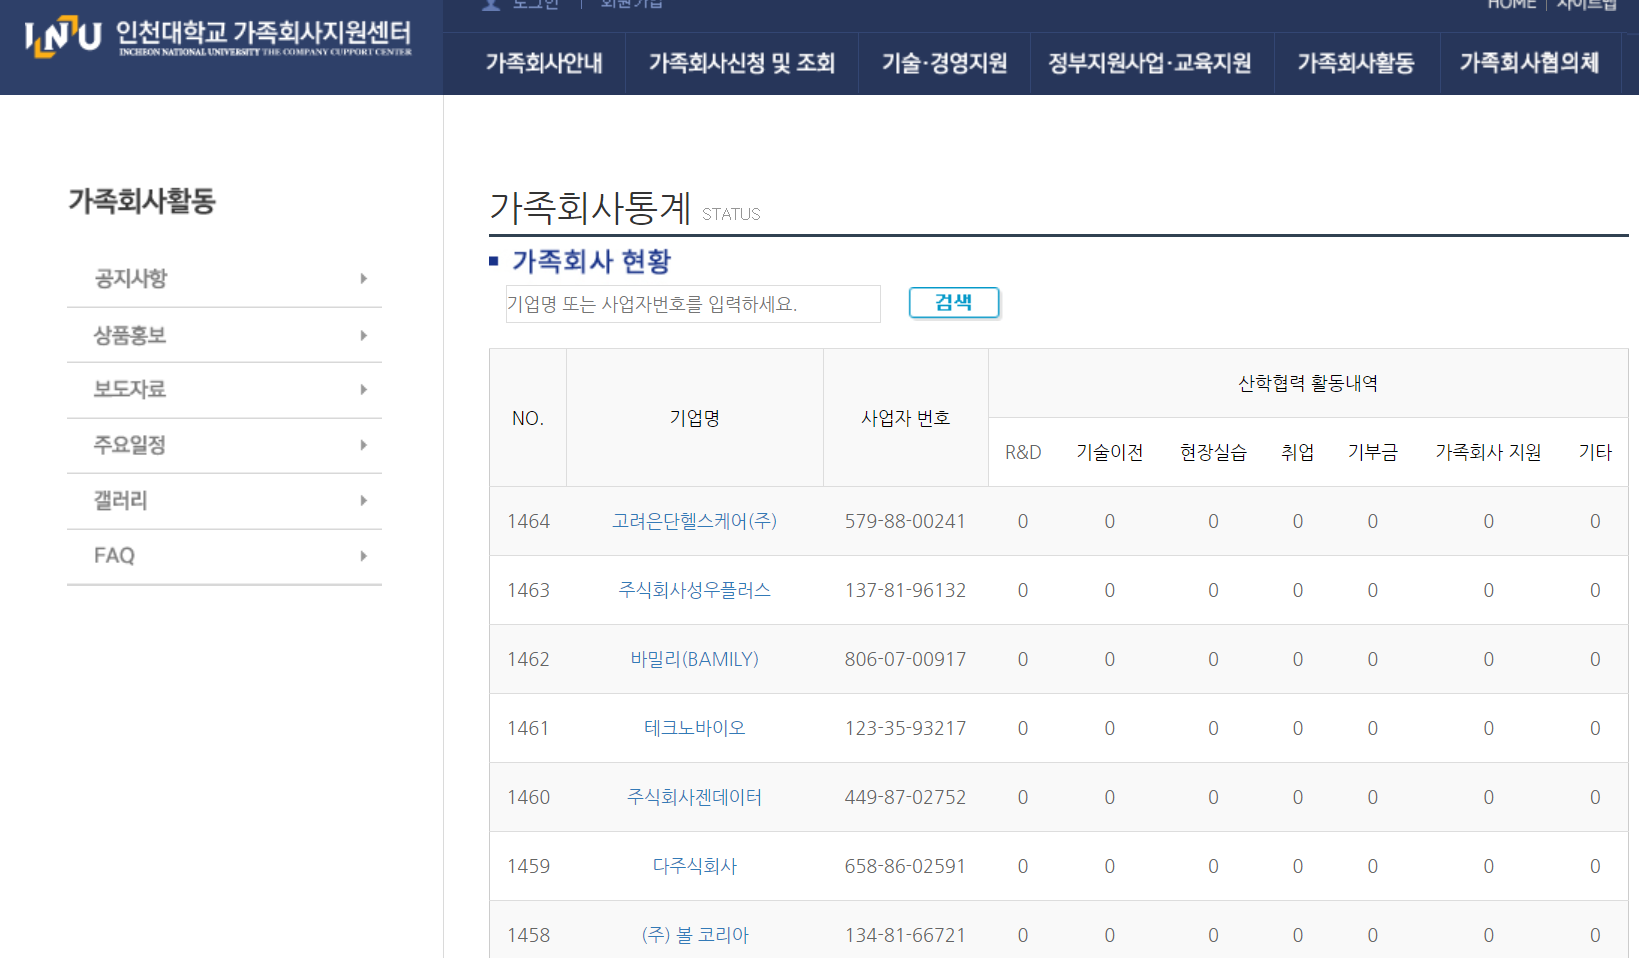 로그인 | 회원가입
HOME | 사이트맵
INU 인천대학교 가족회사지원센터
INCHEON NATIONAL UNIVERSITY THE COMPANY CUPPORT CENTER
가족회사안내 가족회사신청 및 조회 기술·경영지원 정부지원사업·교육지원 가족회사활동 가족회사협의체
가족회사활동
공지사항
상품홍보
보도자료
주요일정
갤러리
FAQ
가족회사통계 STATUS
가족회사 현황
기업명 또는 사업자번호를 입력하세요. 검색
NO. 기업명 사업자 번호 산학협력 활동내역
R&D 기술이전 현장실습 취업 기부금 가족회사 지원 기타
1464 고려은단헬스케어(주) 579-88-00241 0 0 0 0 0 0 0
1463 주식회사성우플러스 137-81-96132 0 0 0 0 0 0 0
1462 바밀리(BAMILY) 806-07-00917 0 0 0 0 0 0 0
1461 테크노바이오 123-35-93217 0 0 0 0 0 0 0
1460 주식회사젠데이터 449-87-02752 0 0 0 0 0 0 0
1459 다주식회사 658-86-02591 0 0 0 0 0 0 0
1458 (주) 볼 코리아 134-81-66721 0 0 0 0 0 0 0